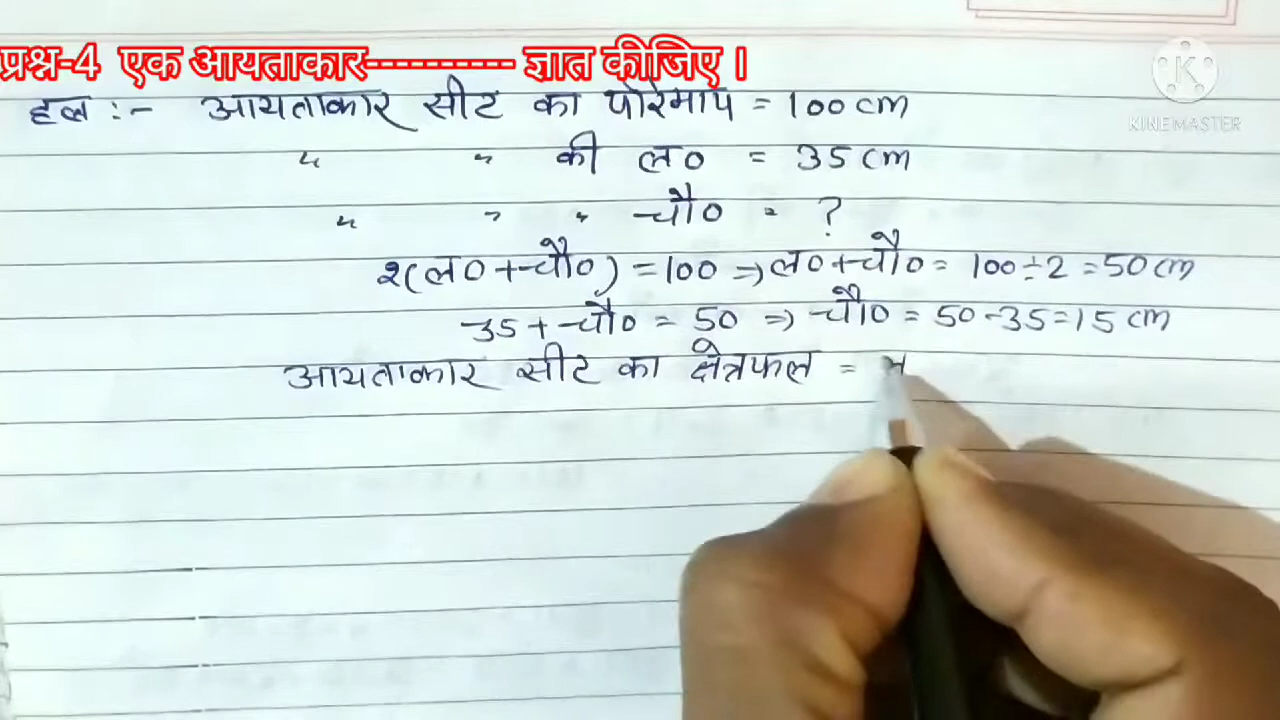 प्रश्न-4 एक आयताकार---------- ज्ञात कीजिए ।
KINEMASTER
हल :- आयताकार सीट का परिमाप = 100 cm
" " की ल० = 35 cm
" " " चौ० = ?
2(ल०+चौ०) = 100 => ल०+चौ० = 100÷2 = 50 cm
35 + चौ० = 50 => चौ० = 50-35 = 15 cm
आयताकार सीट का क्षेत्रफल =